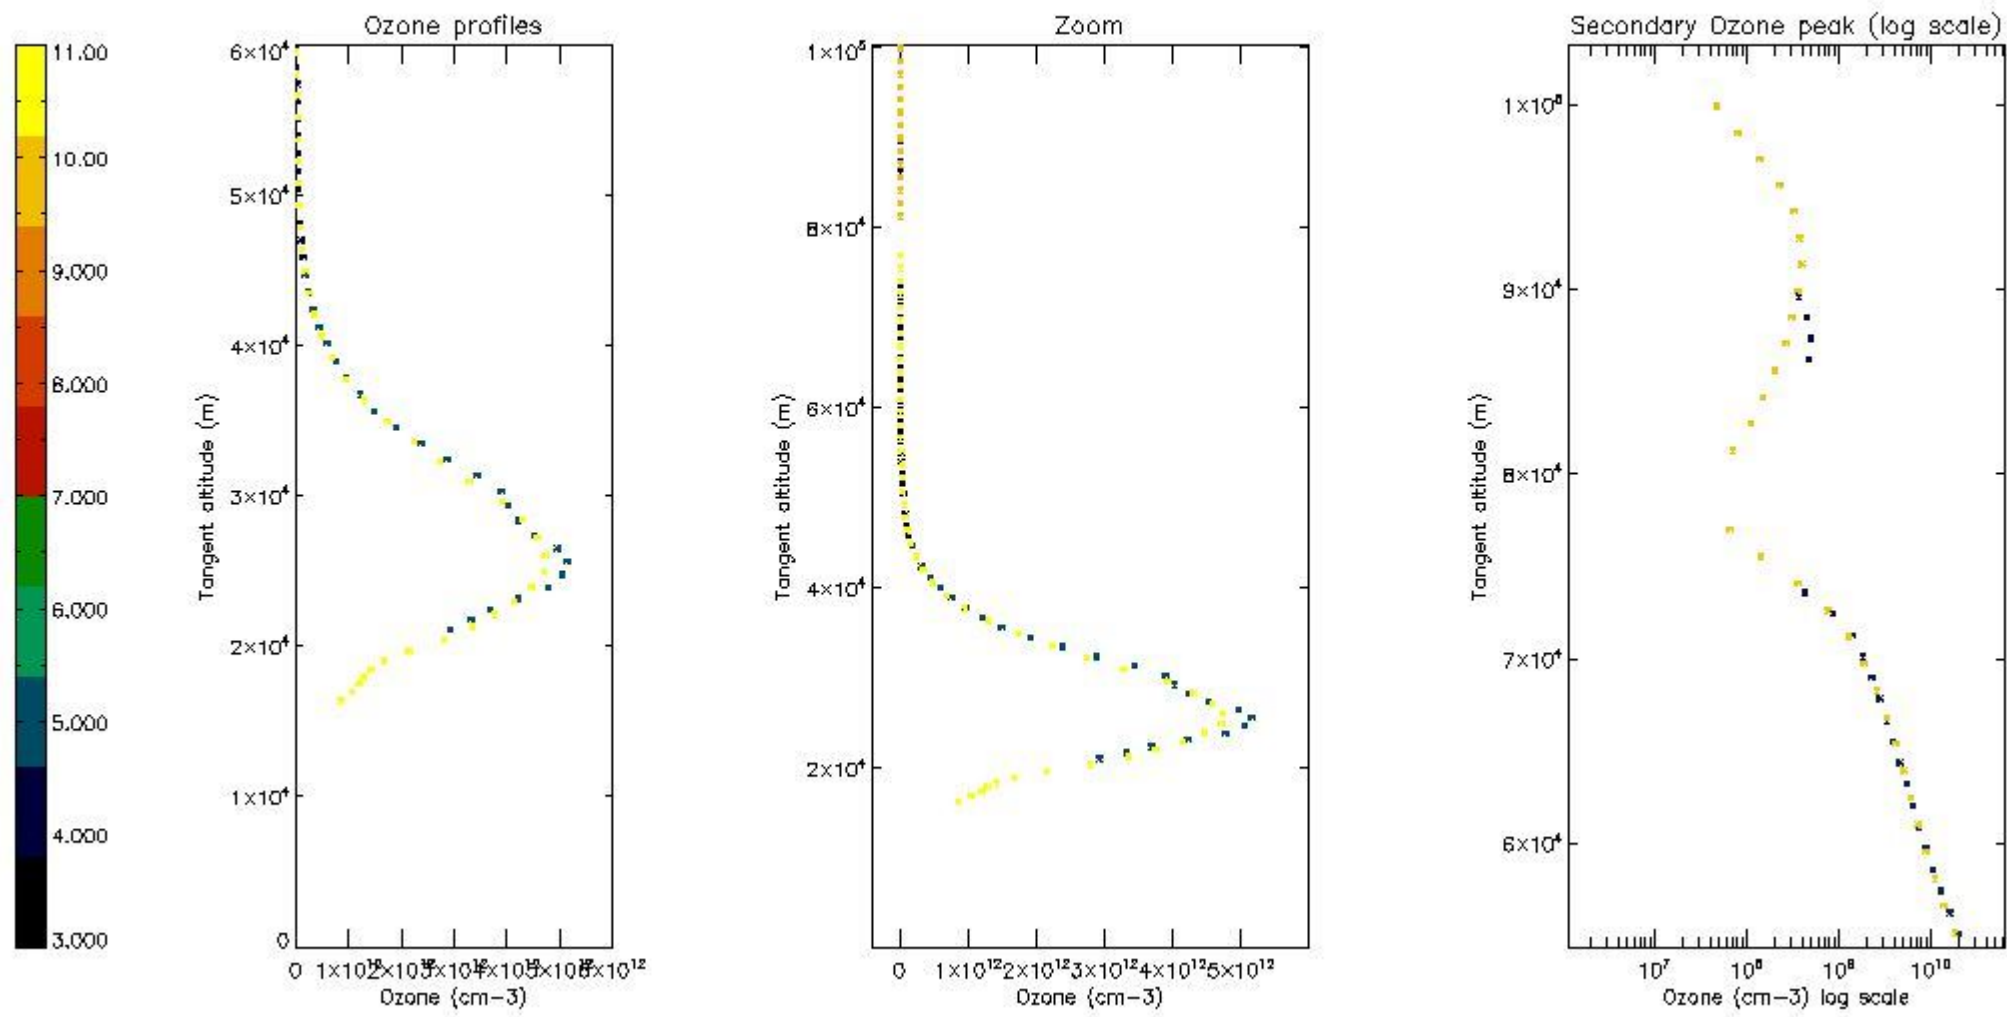 Ozone profiles
Zoom
Secondary Ozone peak (log scale)
11.00
10.00
9.000
8.000
7.000
6.000
5.000
4.000
3.000
6×10⁴
5×10⁴
4×10⁴
3×10⁴
2×10⁴
1×10⁴
0
Tangent altitude (m)
0
Ozone (cm-3)
1×10⁵
8×10⁴
6×10⁴
4×10⁴
2×10⁴
Tangent altitude (m)
0 1×10¹² 2×10¹² 3×10¹² 4×10¹² 5×10¹²
Ozone (cm-3)
9×10⁴
8×10⁴
7×10⁴
6×10⁴
Tangent altitude (m)
10⁷ 10⁸ 10⁹ 10¹⁰
Ozone (cm-3) log scale